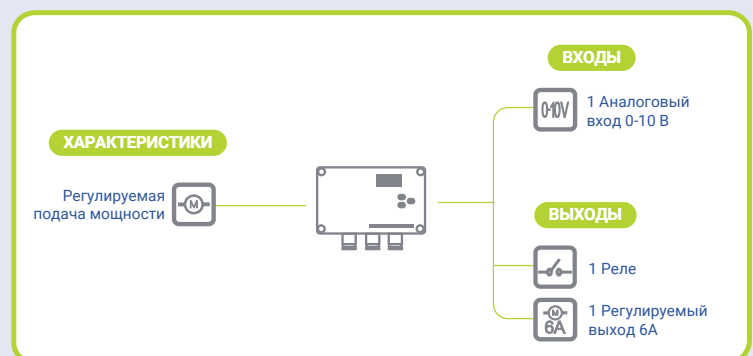 ВХОДЫ
0-10V
1 Аналоговый
вход 0-10 В
ХАРАКТЕРИСТИКИ
Регулируемая
подача мощности
M
ВЫХОДЫ
1 Реле
M
6A
1 Регулируемый
выход 6А